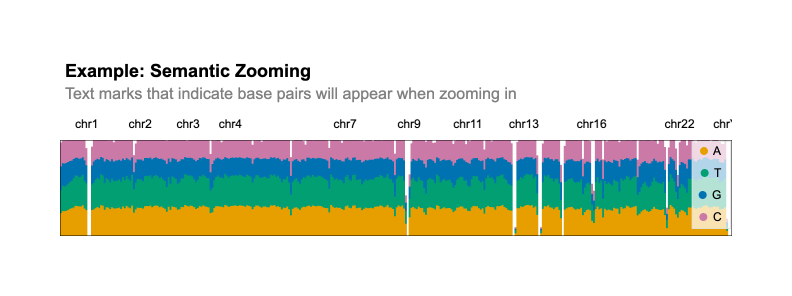 Example: Semantic Zooming
Text marks that indicate base pairs will appear when zooming in
chr1 chr2 chr3 chr4 chr7 chr9 chr11 chr13 chr16 chr22 chr
A
T
G
C